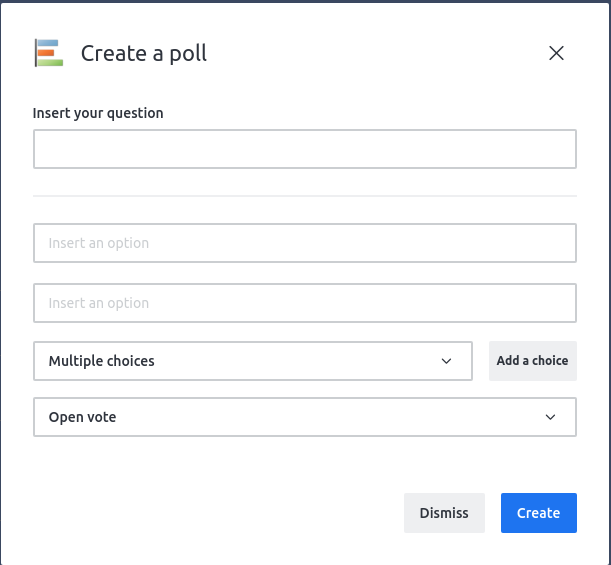 Create a poll
Insert your question
Insert an option
Insert an option
Multiple choices
Add a choice
Open vote
Dismiss
Create